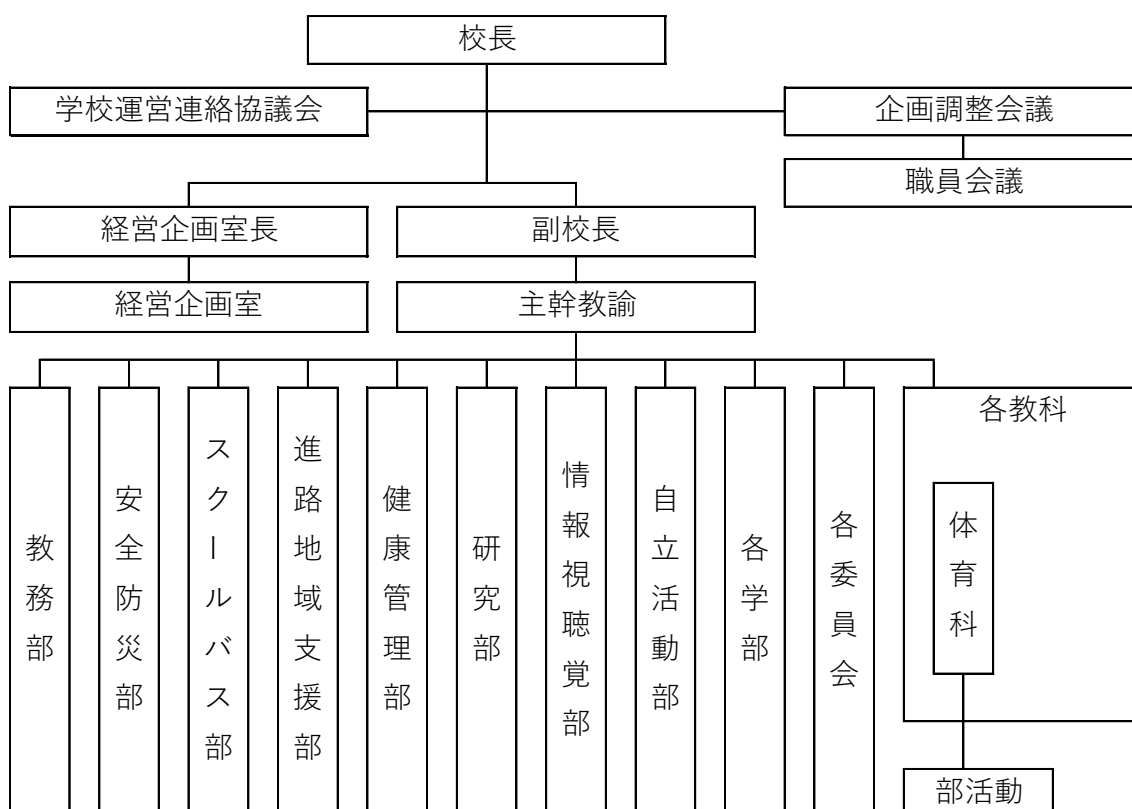 校長
学校運営連絡協議会
企画調整会議
職員会議
経営企画室長
副校長
経営企画室
主幹教諭
教務部
安全防災部
スクールバス部
進路地域支援部
健康管理部
研究部
情報視聴覚部
自立活動部
各学部
各委員会
各教科
体育科
部活動